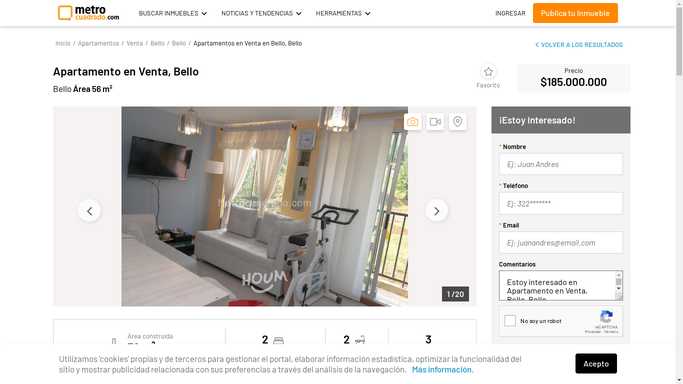 metro
cuadrado.com
BUSCAR INMUEBLES
NOTICIAS Y TENDENCIAS
HERRAMIENTAS
INGRESAR
Publica tu Inmueble
Inicio / Apartamentos / Venta / Bello / Bello / Apartamentos en Venta en Bello, Bello
VOLVER A LOS RESULTADOS
Apartamento en Venta, Bello
Bello Área 56 m²
Favorito
Precio
$185.000.000
HOUM
1 / 20
¡Estoy Interesado!
* Nombre
Ej: Juan Andres
* Teléfono
Ej: 322*******
* Email
Ej: juanandres@email.com
Comentarios
Estoy interesado en
Apartamento en Venta,
Bello, Bello
No soy un robot
reCAPTCHA
Privacidad - Términos
Área construida
2
2
3
Utilizamos 'cookies' propias y de terceros para gestionar el portal, elaborar información estadística, optimizar la funcionalidad del
sitio y mostrar publicidad relacionada con sus preferencias a través del análisis de la navegación. Más información.
Acepto